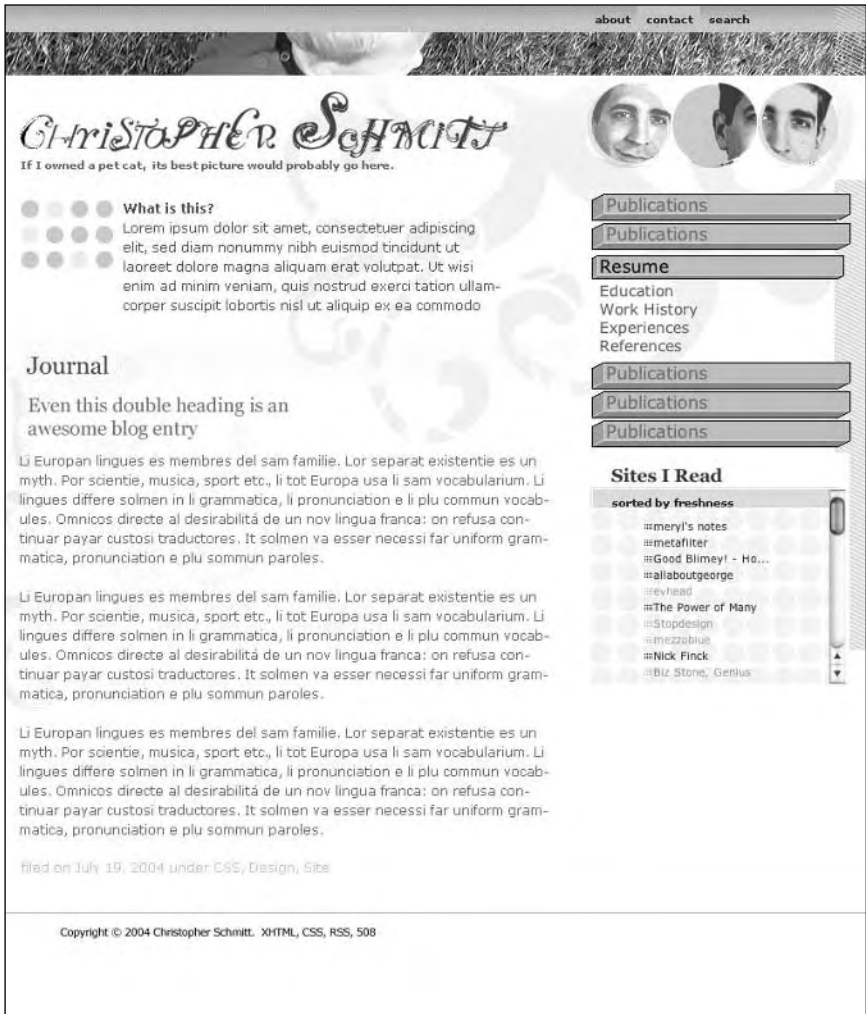 about contact search
CHRISTOPHER SCHMITT
If I owned a pet cat, its best picture would probably go here.
What is this?
Lorem ipsum dolor sit amet, consectetuer adipiscing
elit, sed diam nonummy nibh euismod tincidunt ut
laoreet dolore magna aliquam erat volutpat. Ut wisi
enim ad minim veniam, quis nostrud exerci tation ullam-
corper suscipit lobortis nisl ut aliquip ex ea commodo
Journal
Even this double heading is an
awesome blog entry
Li Europan lingues es membres del sam familie. Lor separat existentie es un
myth. Por scientie, musica, sport etc., li tot Europa usa li sam vocabularium. Li
lingues differe solmen in li grammatica, li pronunciation e li plu commun vocab-
ules. Omnicos directe al desirabilitá de un nov lingua franca: on refusa con-
tinuar payar custosi traductores. It solmen va esser necessi far uniform gram-
matica, pronunciation e plu sommun paroles.
Li Europan lingues es membres del sam familie. Lor separat existentie es un
myth. Por scientie, musica, sport etc., li tot Europa usa li sam vocabularium. Li
lingues differe solmen in li grammatica, li pronunciation e li plu commun vocab-
ules. Omnicos directe al desirabilitá de un nov lingua franca: on refusa con-
tinuar payar custosi traductores. It solmen va esser necessi far uniform gram-
matica, pronunciation e plu sommun paroles.
Li Europan lingues es membres del sam familie. Lor separat existentie es un
myth. Por scientie, musica, sport etc., li tot Europa usa li sam vocabularium. Li
lingues differe solmen in li grammatica, li pronunciation e li plu commun vocab-
ules. Omnicos directe al desirabilitá de un nov lingua franca: on refusa con-
tinuar payar custosi traductores. It solmen va esser necessi far uniform gram-
matica, pronunciation e plu sommun paroles.
filed on July 19, 2004 under CSS, Design, Site
Publications
Publications
Resume
Education
Work History
Experiences
References
Publications
Publications
Publications
Sites I Read
sorted by freshness
meryl's notes
metafilter
Good Blimey! - Ho...
allaboutgeorge
evhead
The Power of Many
Stopdesign
mezzoblue
Nick Finck
Biz Stone, Genius
Copyright © 2004 Christopher Schmitt. XHTML, CSS, RSS, 508